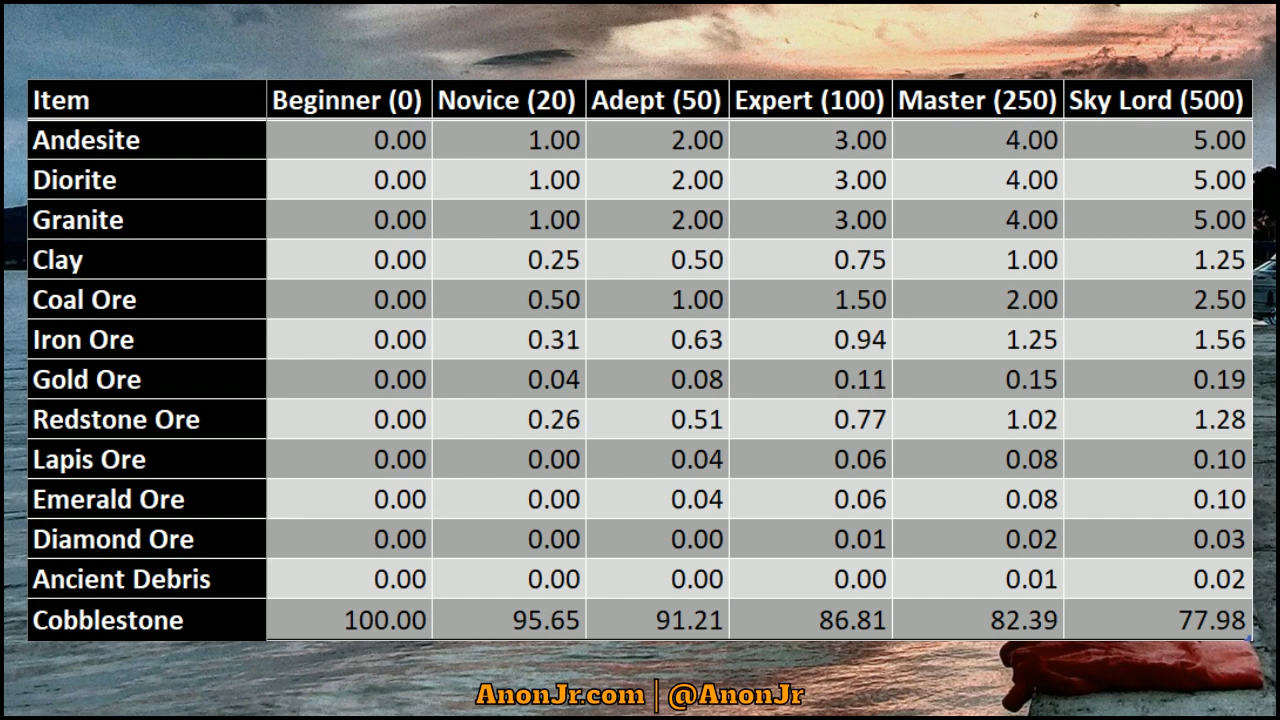 Item Beginner (0) Novice (20) Adept (50) Expert (100) Master (250) Sky Lord (500)
Andesite 0.00 1.00 2.00 3.00 4.00 5.00
Diorite 0.00 1.00 2.00 3.00 4.00 5.00
Granite 0.00 1.00 2.00 3.00 4.00 5.00
Clay 0.00 0.25 0.50 0.75 1.00 1.25
Coal Ore 0.00 0.50 1.00 1.50 2.00 2.50
Iron Ore 0.00 0.31 0.63 0.94 1.25 1.56
Gold Ore 0.00 0.04 0.08 0.11 0.15 0.19
Redstone Ore 0.00 0.26 0.51 0.77 1.02 1.28
Lapis Ore 0.00 0.00 0.04 0.06 0.08 0.10
Emerald Ore 0.00 0.00 0.04 0.06 0.08 0.10
Diamond Ore 0.00 0.00 0.00 0.01 0.02 0.03
Ancient Debris 0.00 0.00 0.00 0.00 0.01 0.02
Cobblestone 100.00 95.65 91.21 86.81 82.39 77.98
AnonJr.com | @AnonJr